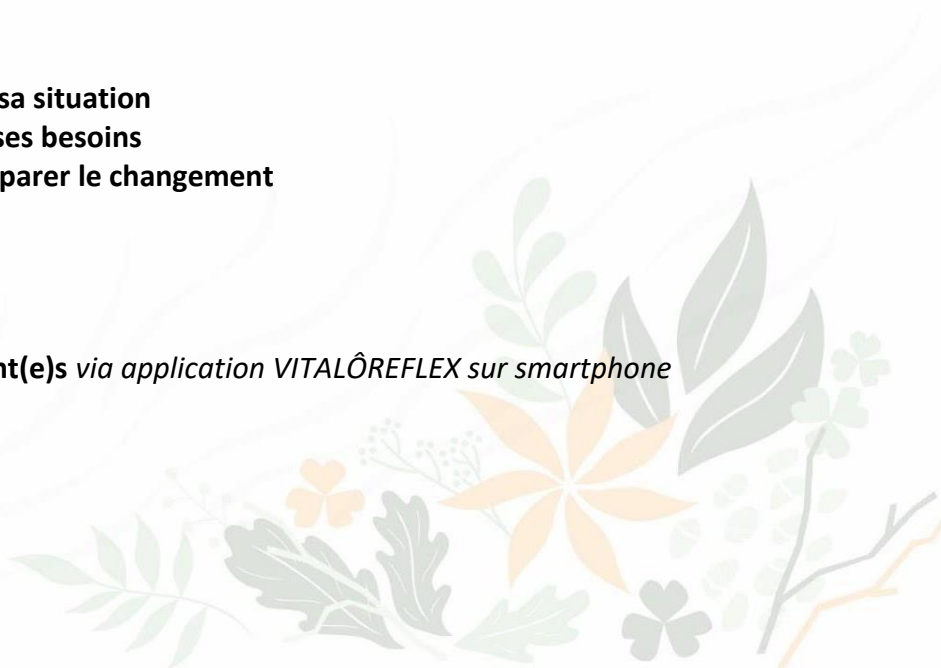 sa situation
ses besoins
parer le changement
nt(e)s via application VITALÔREFLEX sur smartphone